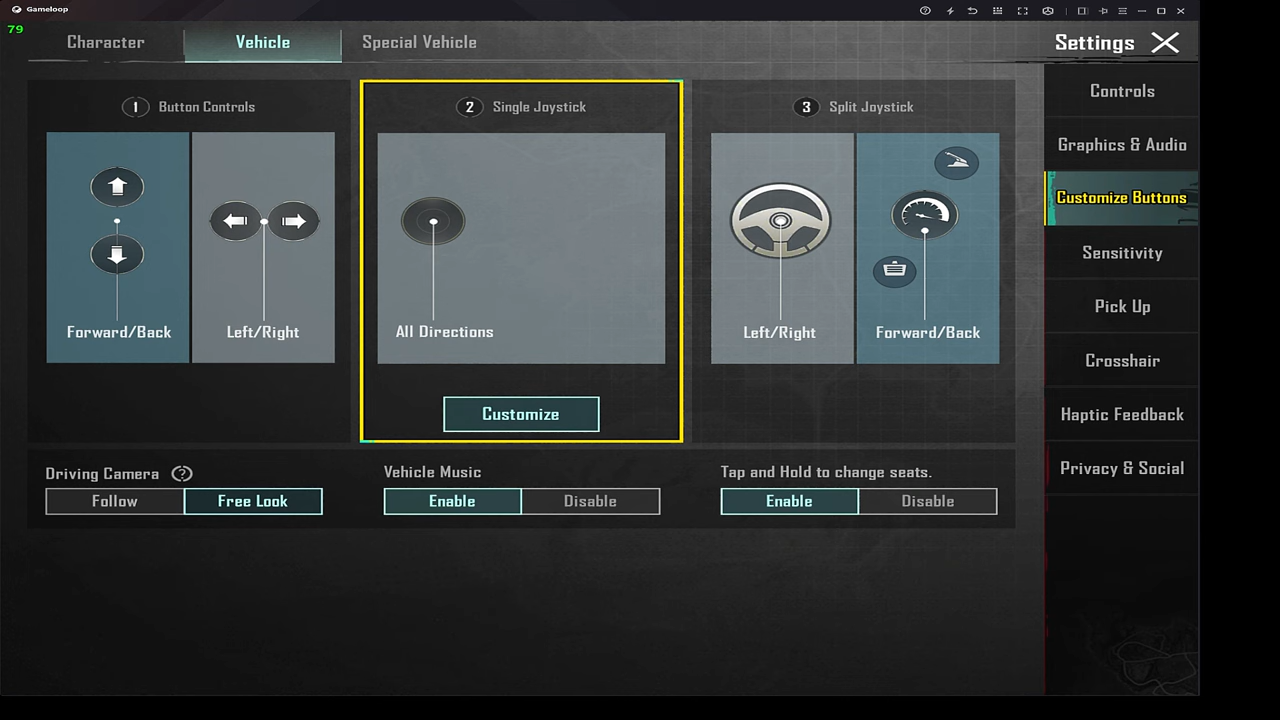 Gameloop
79
Character
Vehicle
Special Vehicle
Settings
1 Button Controls
2 Single Joystick
3 Split Joystick
Forward/Back
Left/Right
All Directions
Left/Right
Forward/Back
Customize
Driving Camera ?
Follow
Free Look
Vehicle Music
Enable
Disable
Tap and Hold to change seats.
Enable
Disable
Controls
Graphics & Audio
Customize Buttons
Sensitivity
Pick Up
Crosshair
Haptic Feedback
Privacy & Social